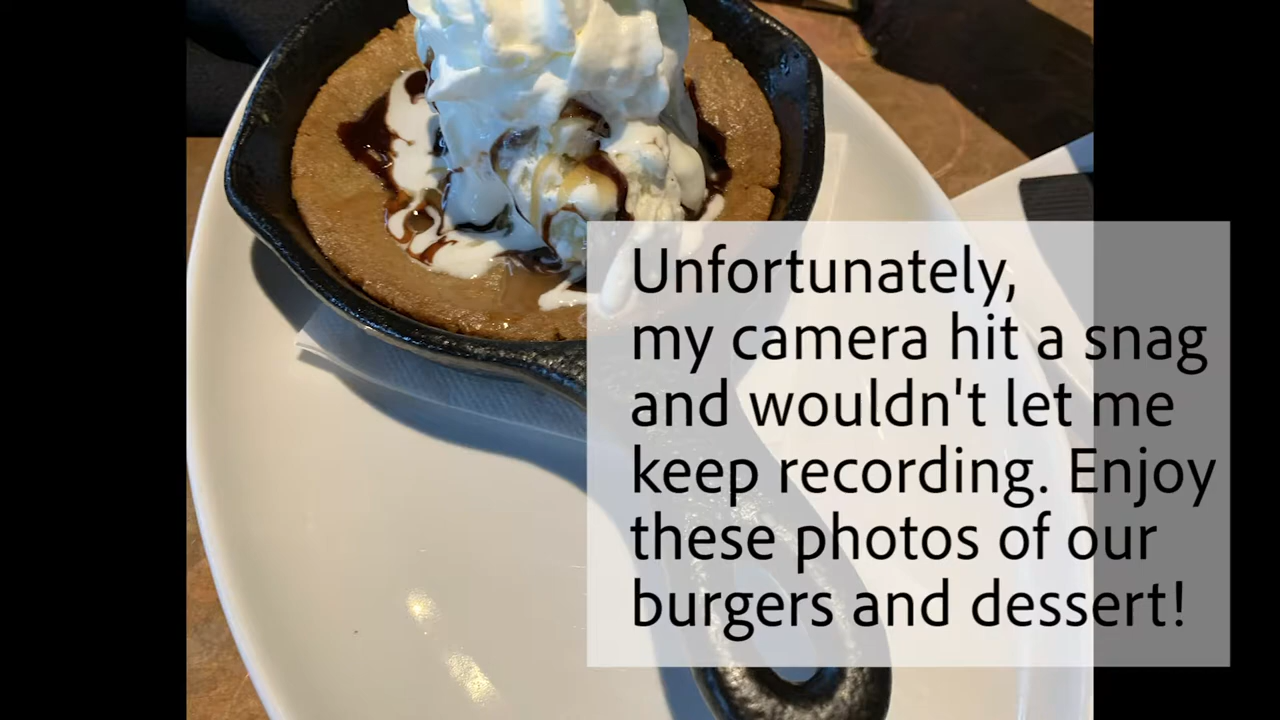 Unfortunately,
my camera hit a snag
and wouldn't let me
keep recording. Enjoy
these photos of our
burgers and dessert!